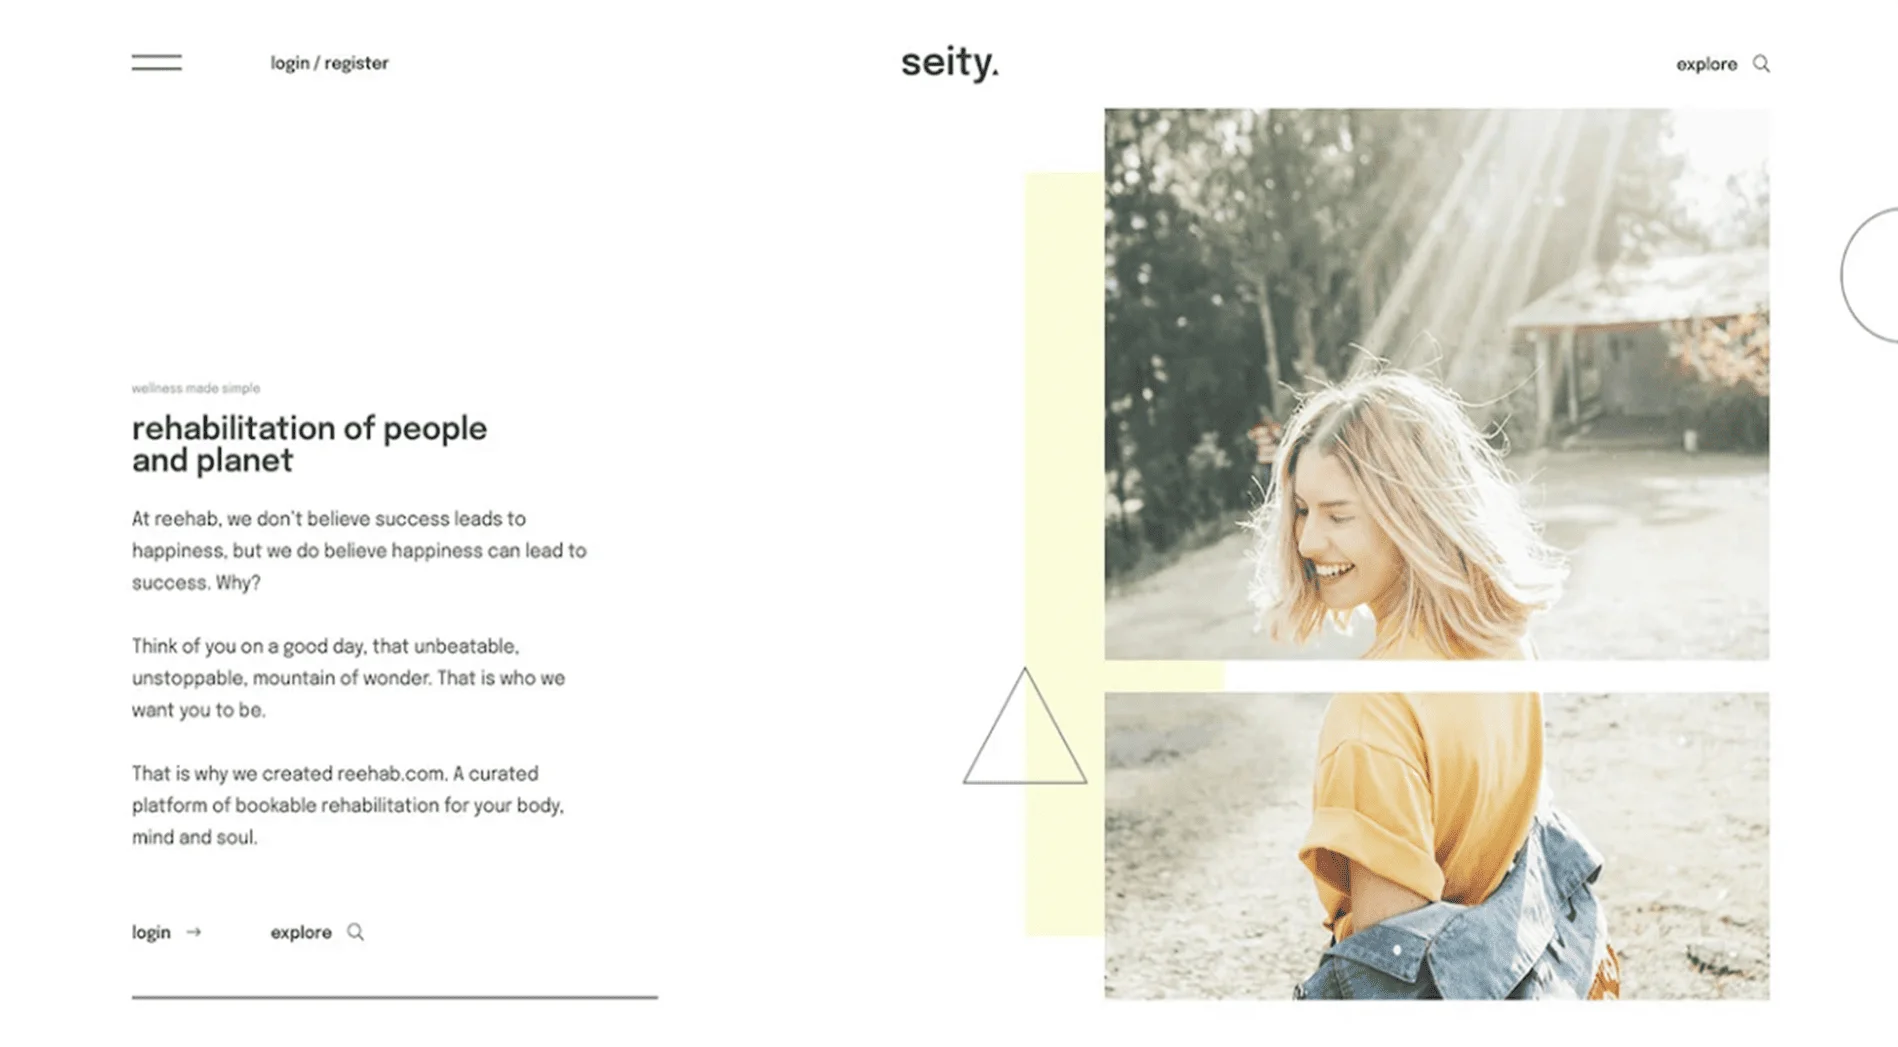 login / register
seity.
explore
wellness made simple
rehabilitation of people
and planet
At reehab, we don't believe success leads to
happiness, but we do believe happiness can lead to
success. Why?
Think of you on a good day, that unbeatable,
unstoppable, mountain of wonder. That is who we
want you to be.
That is why we created reehab.com. A curated
platform of bookable rehabilitation for your body,
mind and soul.
login →
explore